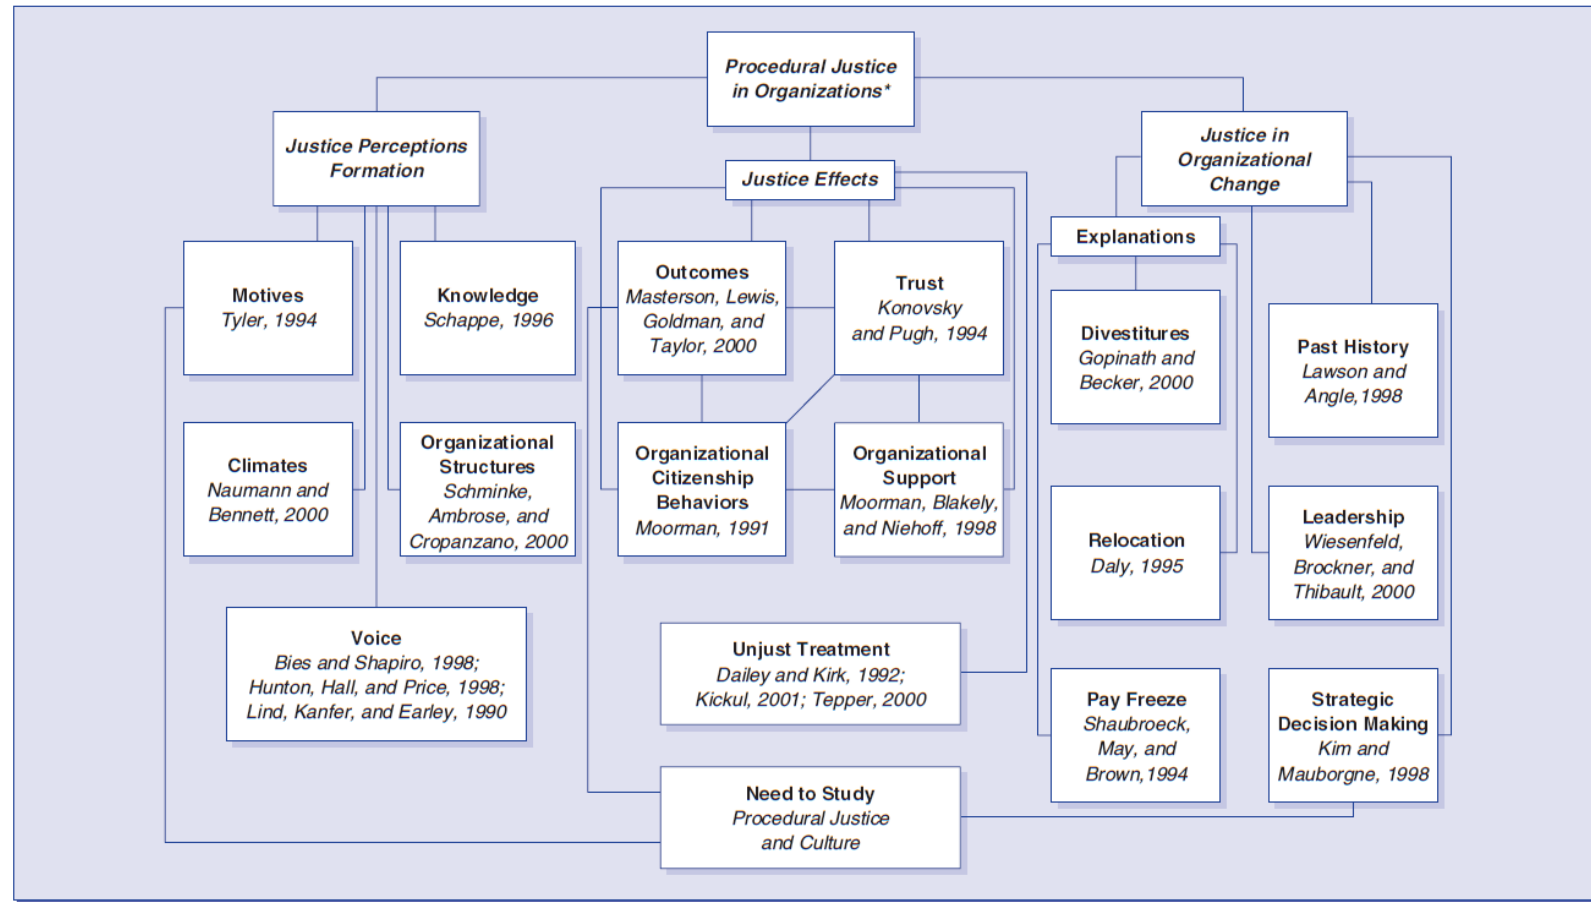 Procedural Justice
in Organizations*
Justice Perceptions
Formation
Justice Effects
Justice in
Organizational
Change
Motives
Tyler, 1994
Knowledge
Schappe, 1996
Climates
Naumann and
Bennett, 2000
Organizational
Structures
Schminke,
Ambrose, and
Cropanzano, 2000
Voice
Bies and Shapiro, 1998;
Hunton, Hall, and Price, 1998;
Lind, Kanfer, and Earley, 1990
Outcomes
Masterson, Lewis,
Goldman, and
Taylor, 2000
Trust
Konovsky
and Pugh, 1994
Organizational
Citizenship
Behaviors
Moorman, 1991
Organizational
Support
Moorman, Blakely,
and Niehoff, 1998
Unjust Treatment
Dailey and Kirk, 1992;
Kickul, 2001; Tepper, 2000
Need to Study
Procedural Justice
and Culture
Explanations
Divestitures
Gopinath and
Becker, 2000
Relocation
Daly, 1995
Pay Freeze
Shaubroeck,
May, and
Brown,1994
Past History
Lawson and
Angle,1998
Leadership
Wiesenfeld,
Brockner, and
Thibault, 2000
Strategic
Decision Making
Kim and
Mauborgne, 1998